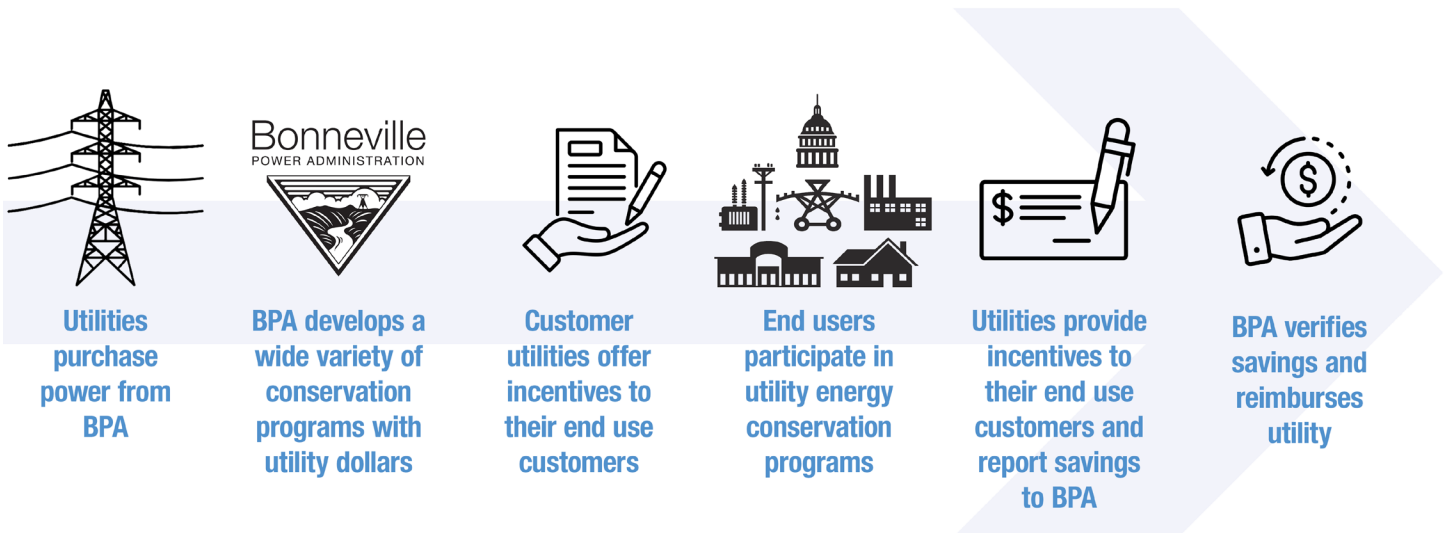 Utilities
purchase
power from
BPA
Bonneville
POWER ADMINISTRATION
BPA develops a
wide variety of
conservation
programs with
utility dollars
Customer
utilities offer
incentives to
their end use
customers
End users
participate in
utility energy
conservation
programs
$
Utilities provide
incentives to
their end use
customers and
report savings
to BPA
$
BPA verifies
savings and
reimburses
utility